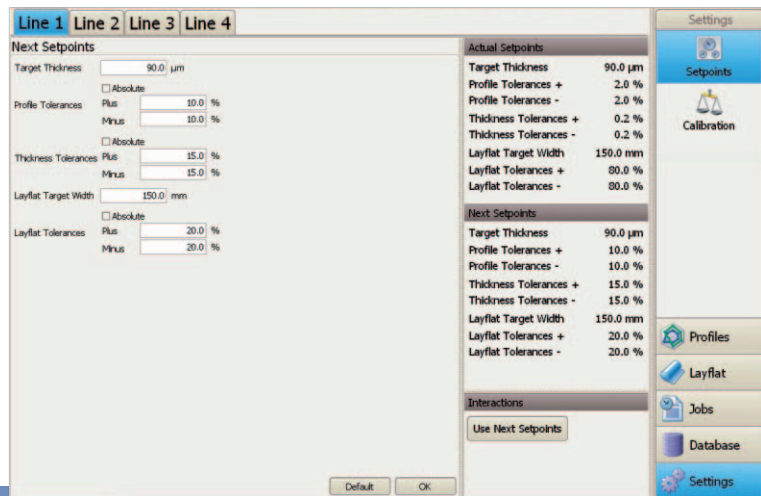 Line 1 Line 2 Line 3 Line 4
Next Setpoints
Target Thickness 90.0 µm
Absolute
Profile Tolerances Plus 10.0 %
Minus 10.0 %
Absolute
Thickness Tolerances Plus 15.0 %
Minus 15.0 %
Layflat Target Width 150.0 mm
Absolute
Layflat Tolerances Plus 20.0 %
Minus 20.0 %
Default OK
Actual Setpoints
Target Thickness 90.0 µm
Profile Tolerances + 2.0 %
Profile Tolerances - 2.0 %
Thickness Tolerances + 0.2 %
Thickness Tolerances - 0.2 %
Layflat Target Width 150.0 mm
Layflat Tolerances + 80.0 %
Layflat Tolerances - 80.0 %
Next Setpoints
Target Thickness 90.0 µm
Profile Tolerances + 10.0 %
Profile Tolerances - 10.0 %
Thickness Tolerances + 15.0 %
Thickness Tolerances - 15.0 %
Layflat Target Width 150.0 mm
Layflat Tolerances + 20.0 %
Layflat Tolerances - 20.0 %
Interactions
Use Next Setpoints
Settings
Setpoints
Calibration
Profiles
Layflat
Jobs
Database
Settings